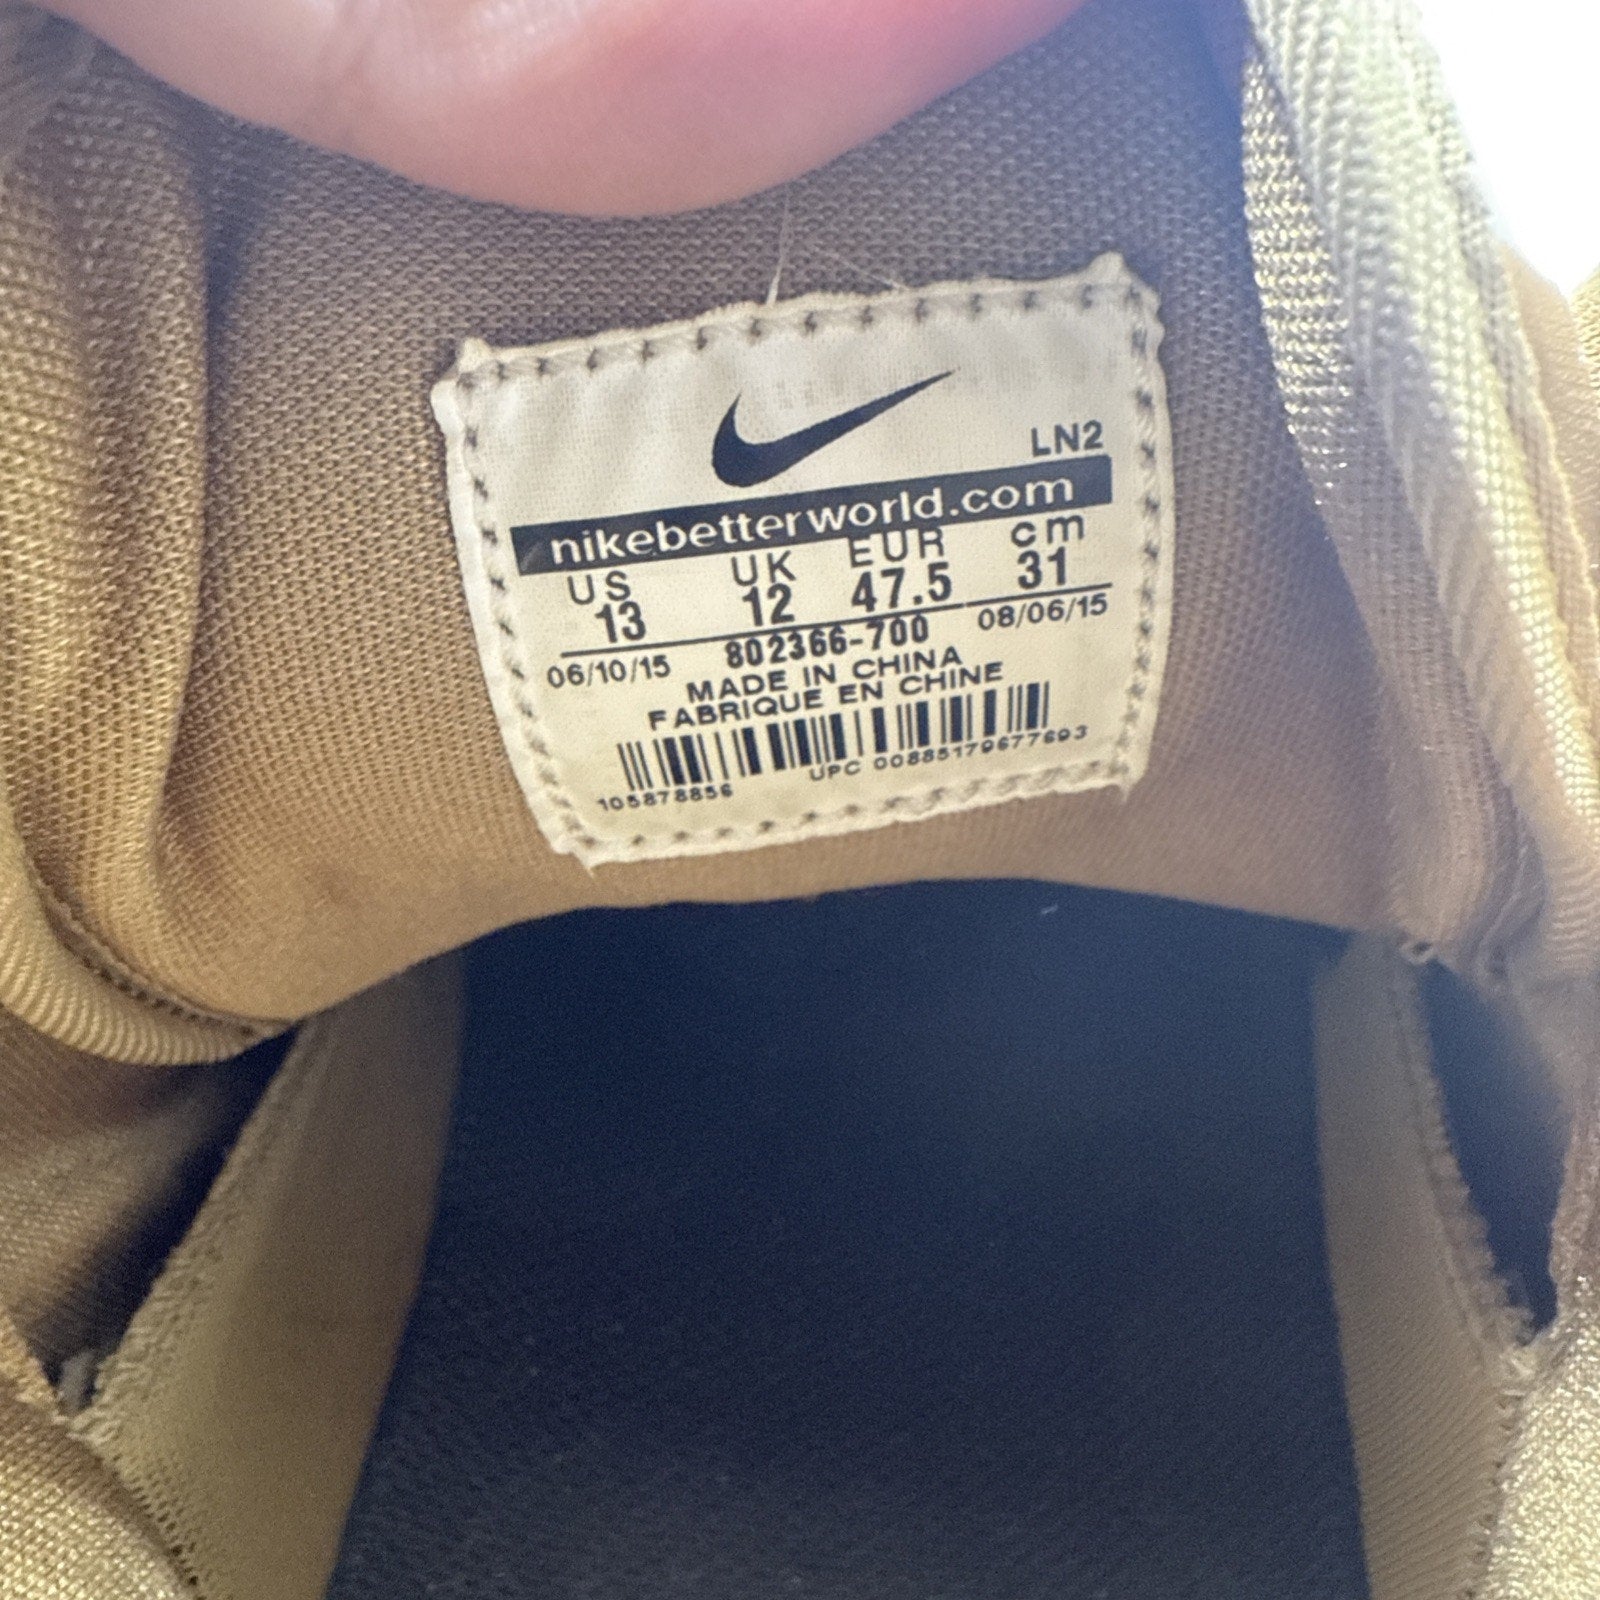 LN2
nikebetterworld.com
US UK EUR cm
13 12 47.5 31
06/10/15 802366-700 08/06/15
MADE IN CHINA
FABRIQUE EN CHINE
UPC 00885179677693
105878856